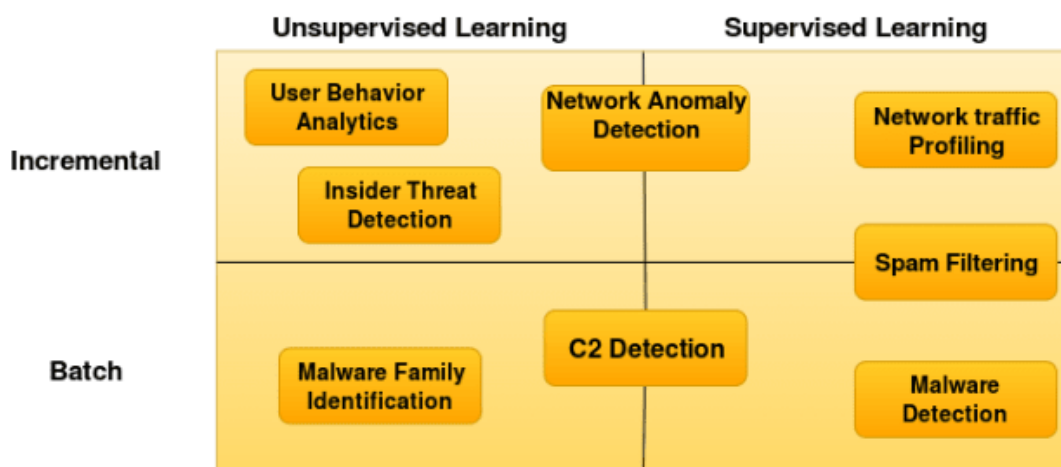 Unsupervised Learning
Supervised Learning
Incremental
User Behavior
Analytics
Insider Threat
Detection
Network Anomaly
Detection
Network traffic
Profiling
Spam Filtering
Batch
Malware Family
Identification
C2 Detection
Malware
Detection